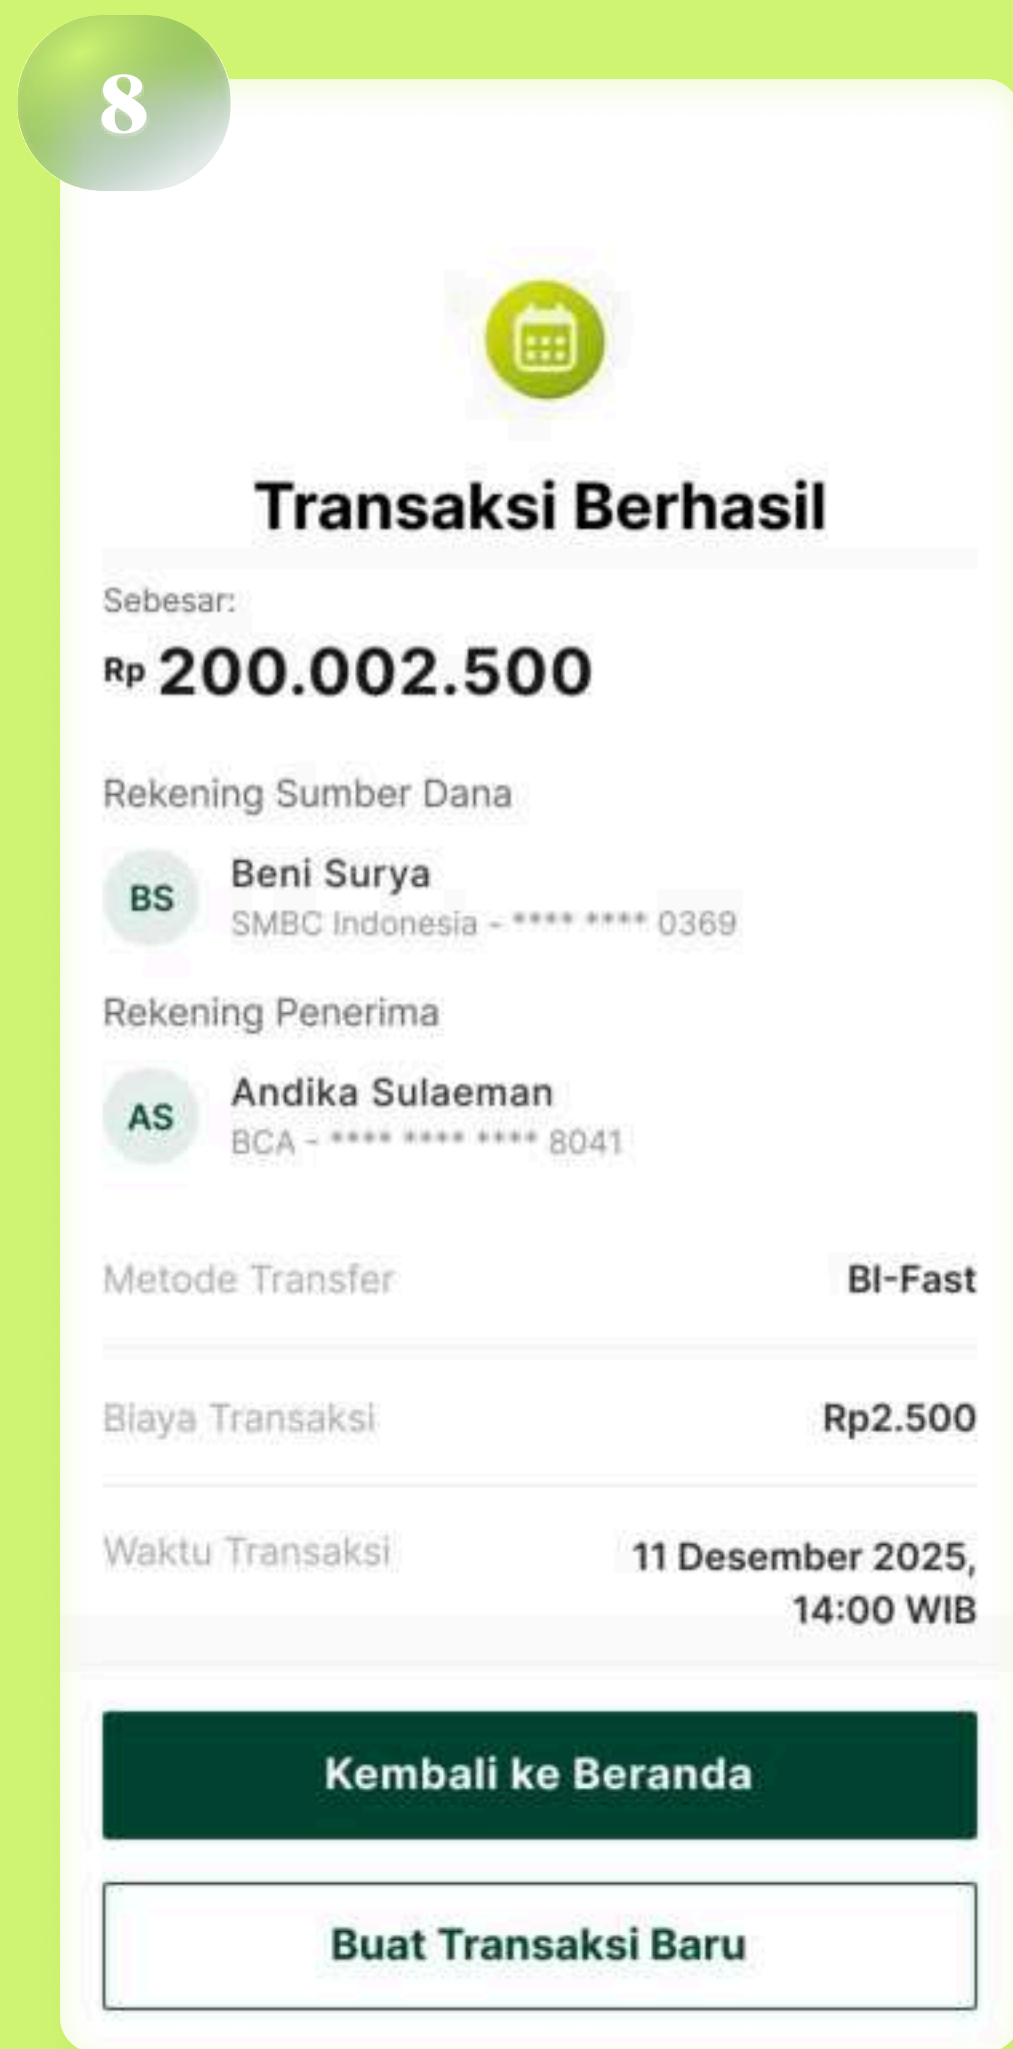 8
Transaksi Berhasil
Sebesar:
Rp 200.002.500
Rekening Sumber Dana
BS
Beni Surya
SMBC Indonesia - **** **** 0369
Rekening Penerima
AS
Andika Sulaeman
BCA - **** **** **** 8041
Metode Transfer BI-Fast
Biaya Transaksi Rp2.500
Waktu Transaksi 11 Desember 2025,
14:00 WIB
Kembali ke Beranda
Buat Transaksi Baru